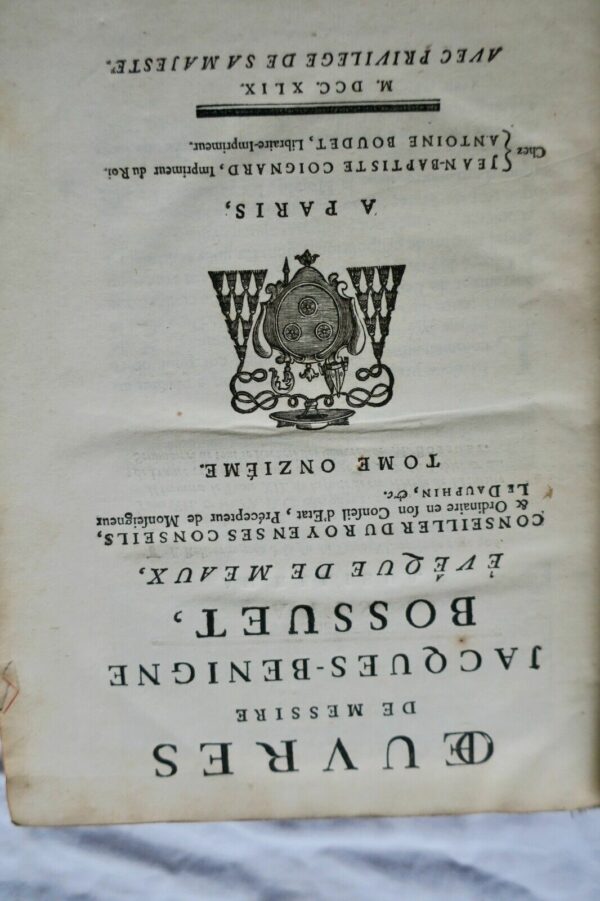 ŒUVRES
DE MESSIRE
JACQUES-BENIGNE
BOSSUET,
ÉVÊQUE DE MEAUX,
CONSEILLER DU ROY EN SES CONSEILS,
& Ordinaire en ſon Conſeil d'Etat, Précepteur de Monſeigneur
LE DAUPHIN, &c.
TOME ONZIÉME.
A PARIS,
Chez { JEAN-BAPTISTE COIGNARD, Imprimeur du Roi.
ANTOINE BOUDET, Libraire-Imprimeur.
M. DCC. XLIX.
AVEC PRIVILEGE DE SA MAJESTÉ.